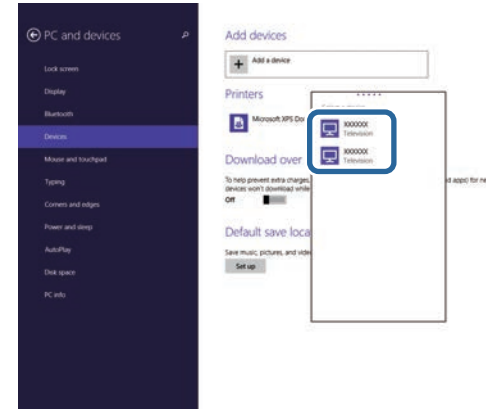 PC and devices
Lock screen
Display
Bluetooth
Devices
Mouse and touchpad
Typing
Corners and edges
Power and sleep
AutoPlay
Disk space
PC info
Add devices
Add a device
Printers
Microsoft XPS Do
XXXXXX
Television
XXXXXX
Television
Download over
To help prevent extra charges, d apps) for ne
devices won't download while
Off
Default save loca
Save music, pictures, and vide
Set up